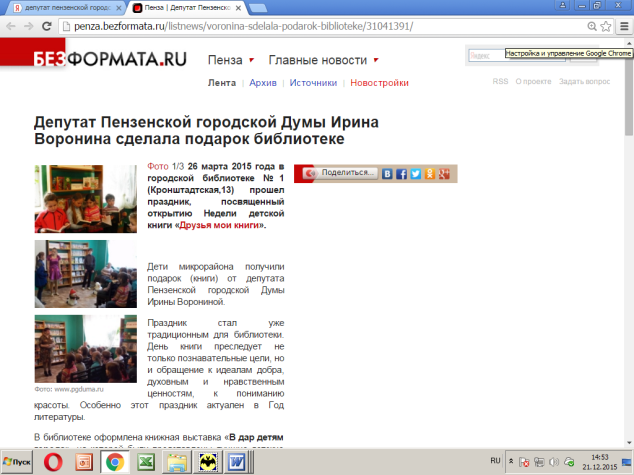 депутат пензенской городс
Пенза | Депутат Пензенско
penza.bezformata.ru/listnews/voronina-sdelala-podarok-biblioteke/31041391/
Настройка и управление Google Chrome
БЕЗФОРМАТА.RU
Пенза
Главные новости
Яндекс
Лента | Архив | Источники | Новостройки
RSS О проекте Задать вопрос
Депутат Пензенской городской Думы Ирина
Воронина сделала подарок библиотеке
Фото 1/3 26 марта 2015 года в
городской библиотеке № 1
(Кронштадтская,13) прошел
праздник, посвященный
открытию Недели детской
книги «Друзья мои книги».
Поделиться…
Дети микрорайона получили
подарок (книги) от депутата
Пензенской городской Думы
Ирины Ворониной.
Праздник стал уже
традиционным для библиотеки.
День книги преследует не
только познавательные цели, но
и обращение к идеалам добра,
духовным и нравственным
ценностям, к пониманию
красоты. Особенно этот праздник актуален в Год
литературы.
Фото: www.pgduma.ru
В библиотеке оформлена книжная выставка «В дар детям
Пуск
RU
14:53
21.12.2015